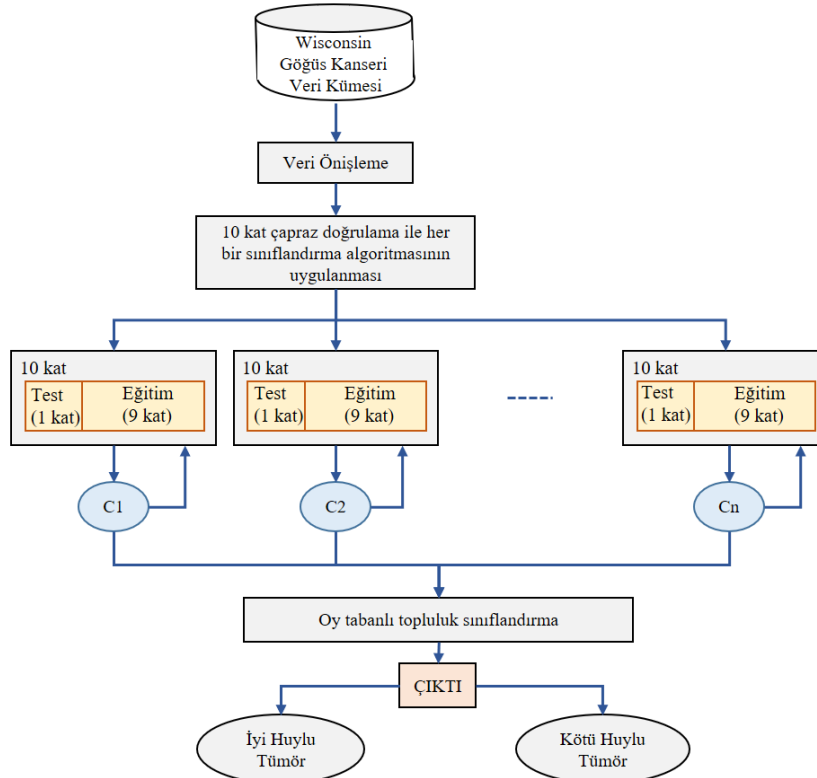 Wisconsin
Göğüs Kanseri
Veri Kümesi
Veri Önişleme
10 kat çapraz doğrulama ile her
bir sınıflandırma algoritmasının
uygulanması
10 kat
Test
(1 kat)
Eğitim
(9 kat)
10 kat
Test
(1 kat)
Eğitim
(9 kat)
10 kat
Test
(1 kat)
Eğitim
(9 kat)
C1
C2
Cn
Oy tabanlı topluluk sınıflandırma
ÇIKTI
İyi Huylu
Tümör
Kötü Huylu
Tümör